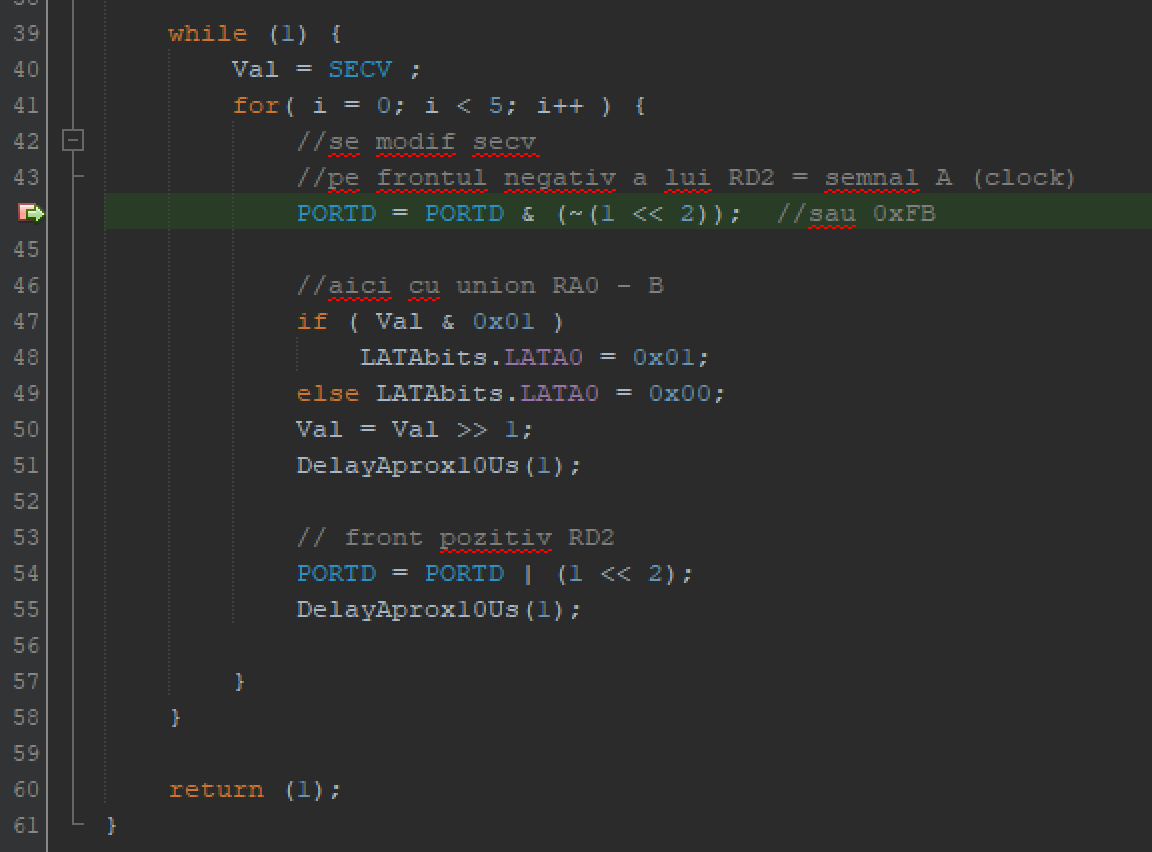 39 while (1) {
40 Val = SECV ;
41 for( i = 0; i < 5; i++ ) {
42 //se modif secv
43 //pe frontul negativ a lui RD2 = semnal A (clock)
PORTD = PORTD & (~(1 << 2)); //sau 0xFB
45
46 //aici cu union RA0 - B
47 if ( Val & 0x01 )
48 LATAbits.LATA0 = 0x01;
49 else LATAbits.LATA0 = 0x00;
50 Val = Val >> 1;
51 DelayAprox10Us(1);
52
53 // front pozitiv RD2
54 PORTD = PORTD | (1 << 2);
55 DelayAprox10Us(1);
56
57 }
58 }
59
60 return (1);
61 }